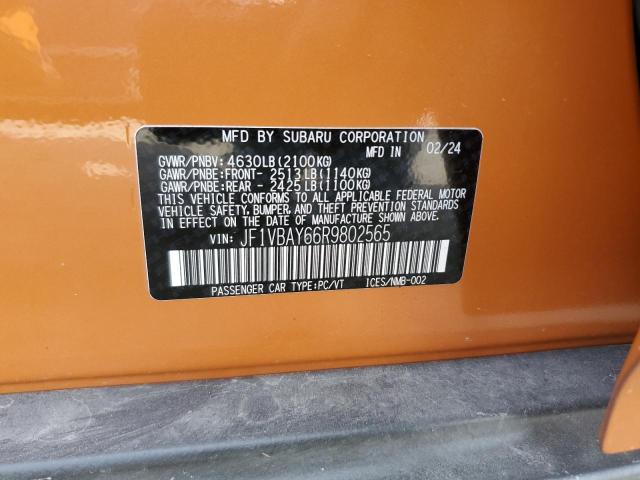 MFD BY SUBARU CORPORATION
MFD IN 02/24
GVWR/PNBV: 4630LB(2100KG)
GAWR/PNBE:FRONT- 2513LB(1140KG)
GAWR/PNBE:REAR - 2425LB(1100KG)
THIS VEHICLE CONFORMS TO ALL APPLICABLE FEDERAL MOTOR
VEHICLE SAFETY, BUMPER, AND THEFT PREVENTION STANDARDS
IN EFFECT ON THE DATE OF MANUFACTURE SHOWN ABOVE.
VIN: JF1VBAY66R9802565
PASSENGER CAR TYPE:PC/VT ICES/NMB-002